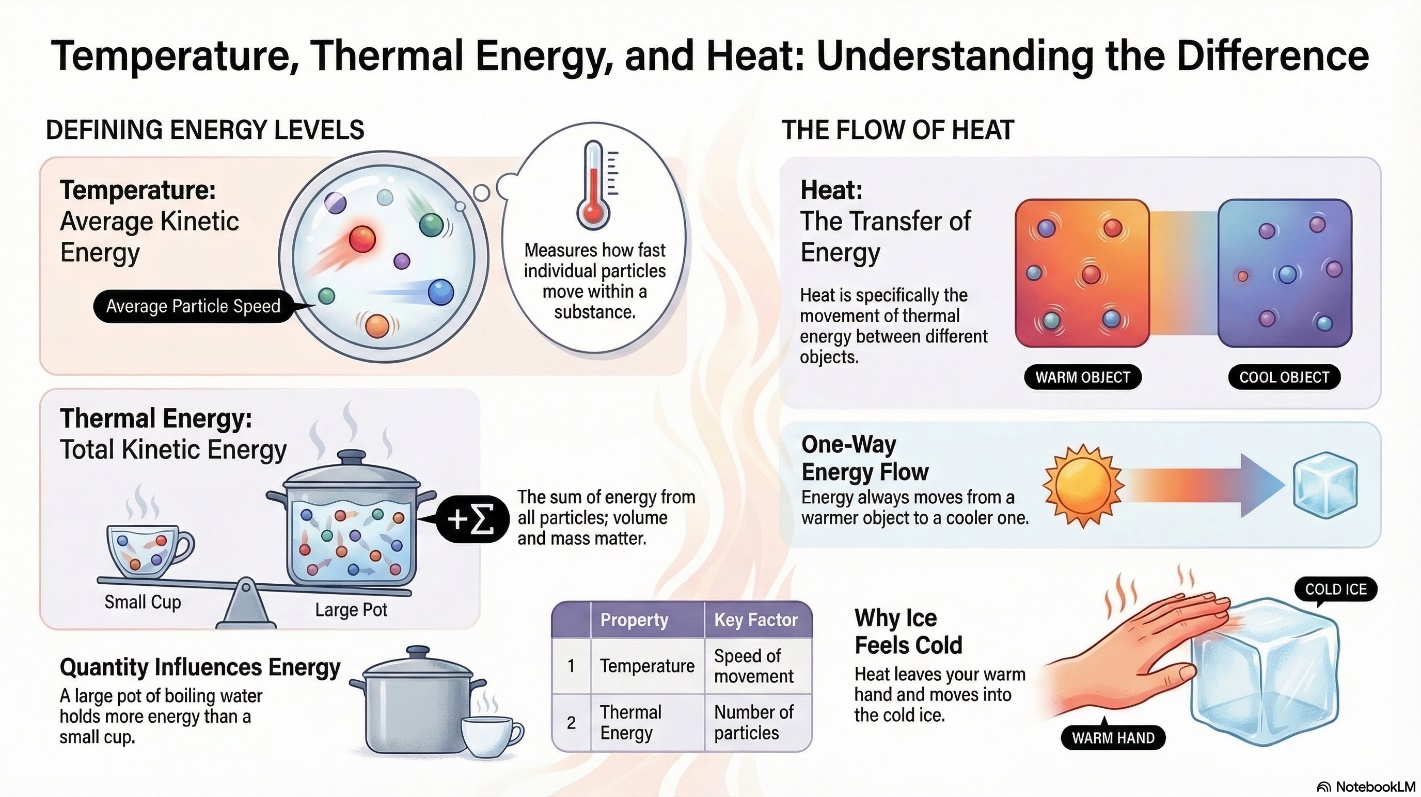 Temperature, Thermal Energy, and Heat: Understanding the Difference
DEFINING ENERGY LEVELS
Temperature:
Average Kinetic
Energy
Average Particle Speed
Measures how fast
individual particles
move within a
substance.
Thermal Energy:
Total Kinetic Energy
Small Cup
Large Pot
+Σ
The sum of energy from
all particles; volume
and mass matter.
Quantity Influences Energy
A large pot of boiling water
holds more energy than a
small cup.
Property
Key Factor
1
Temperature
Speed of
movement
2
Thermal
Energy
Number of
particles
THE FLOW OF HEAT
Heat:
The Transfer of
Energy
Heat is specifically the
movement of thermal
energy between different
objects.
WARM OBJECT
COOL OBJECT
One-Way
Energy Flow
Energy always moves from a
warmer object to a cooler one.
Why Ice
Feels Cold
Heat leaves your warm
hand and moves into
the cold ice.
COLD ICE
WARM HAND
NotebookLM